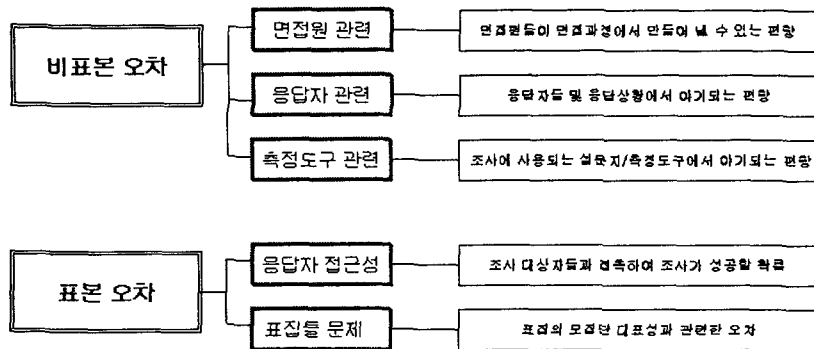 비표본 오차
면접원 관련
면접원들이 면접과정에서 만들어 낼 수 있는 편향
응답자 관련
응답자들 및 응답상황에서 야기되는 편향
측정도구 관련
조사에 사용되는 설문지/측정도구에서 야기되는 편향
표본 오차
응답자 접근성
조사 대상자들과 접촉하여 조사가 성공할 확률
표집틀 문제
표집의 모집단 대표성과 관련한 오차